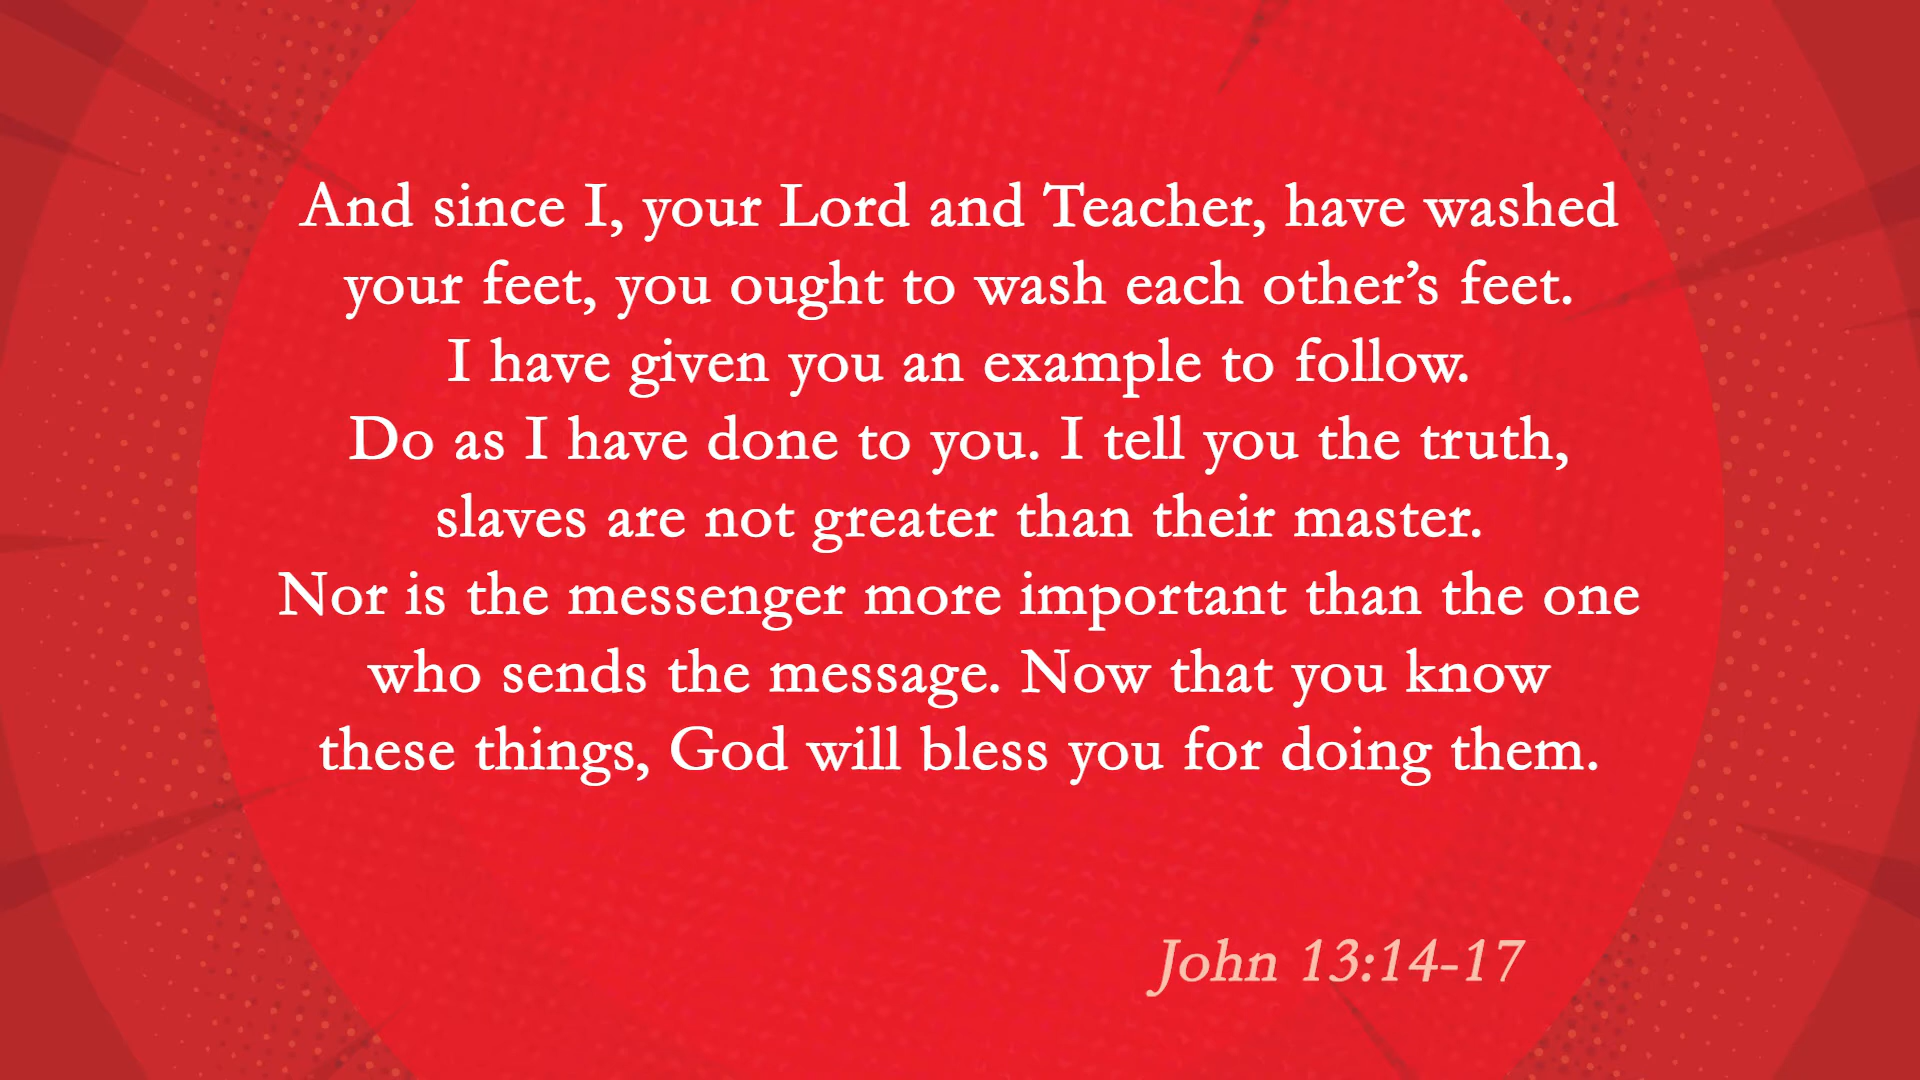 And since I, your Lord and Teacher, have washed
your feet, you ought to wash each other’s feet.
I have given you an example to follow.
Do as I have done to you. I tell you the truth,
slaves are not greater than their master.
Nor is the messenger more important than the one
who sends the message. Now that you know
these things, God will bless you for doing them.
John 13:14-17